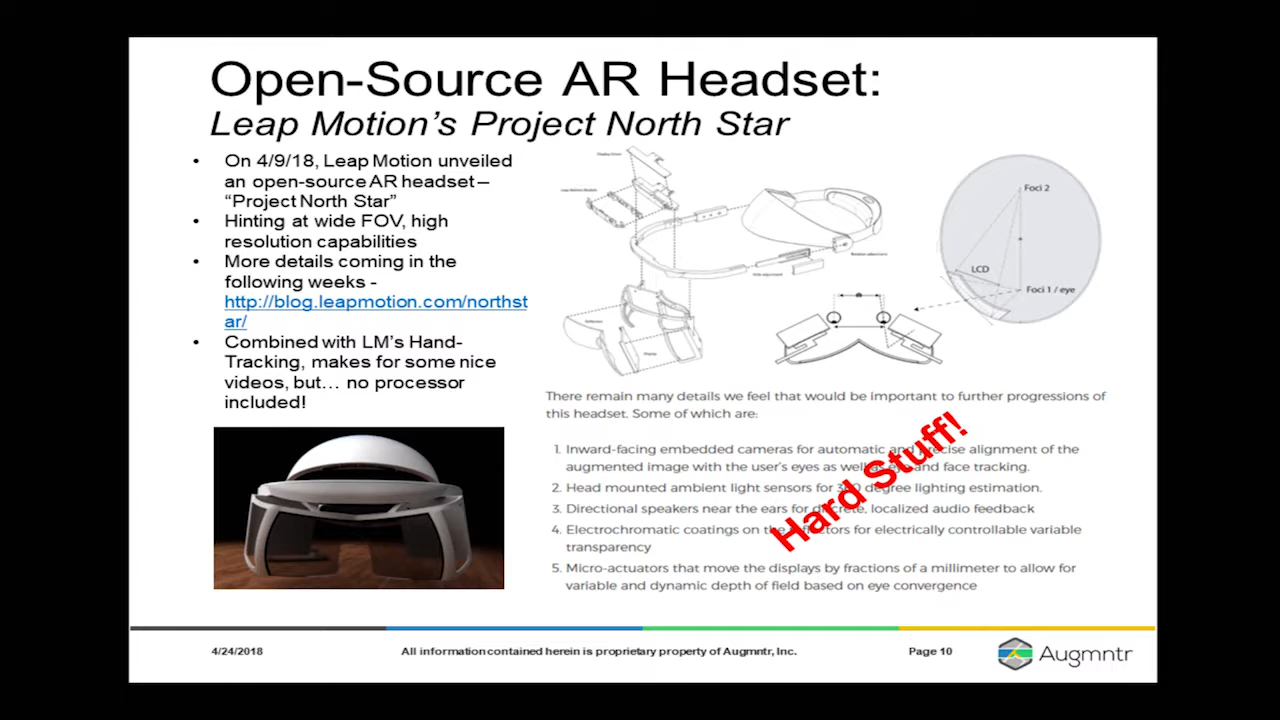 Open-Source AR Headset:
Leap Motion's Project North Star
• On 4/9/18, Leap Motion unveiled
an open-source AR headset –
“Project North Star”
• Hinting at wide FOV, high
resolution capabilities
• More details coming in the
following weeks -
http://blog.leapmotion.com/northst
ar/
• Combined with LM's Hand-
Tracking, makes for some nice
videos, but… no processor
included!
Foci 2
LCD
Foci 1 / eye
Display
There remain many details we feel that would be important to further progressions of
this headset. Some of which are:
1. Inward-facing embedded cameras for automatic and precise alignment of the
augmented image with the user's eyes as well as eye and face tracking.
2. Head mounted ambient light sensors for 360 degree lighting estimation.
3. Directional speakers near the ears for discrete, localized audio feedback
4. Electrochromatic coatings on the reflectors for electrically controllable variable
transparency
5. Micro-actuators that move the displays by fractions of a millimeter to allow for
variable and dynamic depth of field based on eye convergence
Hard Stuff!
4/24/2018
All information contained herein is proprietary property of Augmntr, Inc.
Page 10
Augmntr